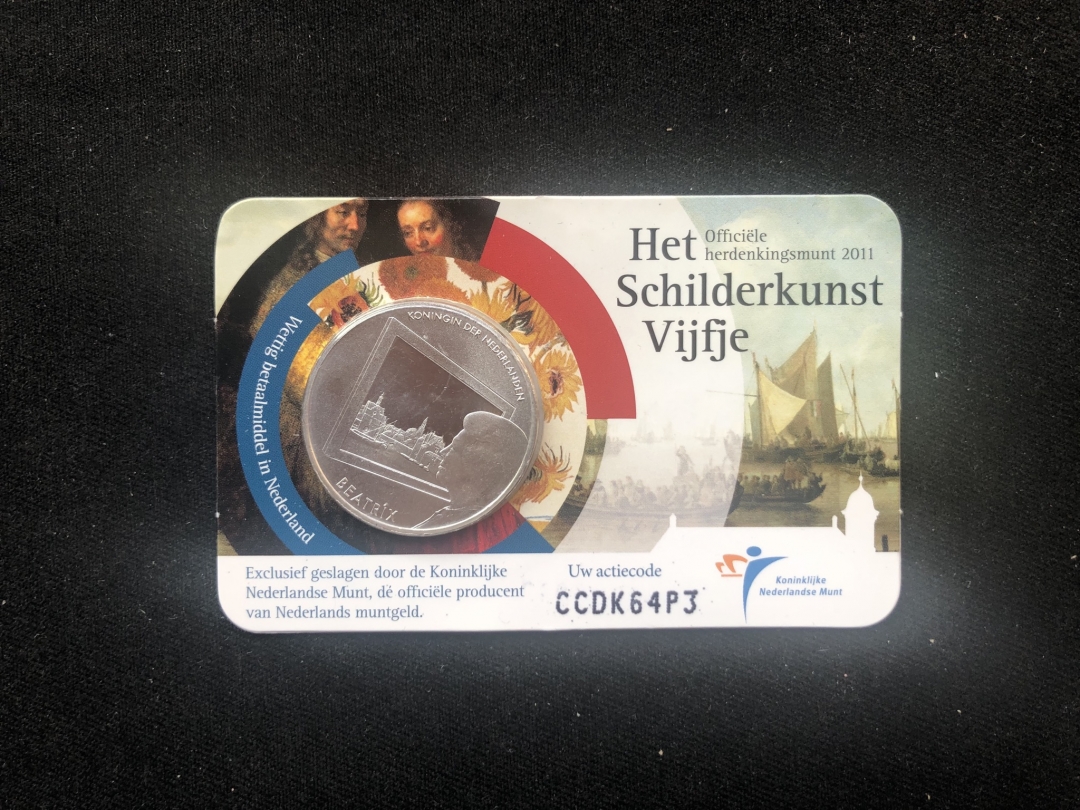 Het Officiële
herdenkingsmunt 2011
Schilderkunst
Vijfje
Wettig betaalmiddel in Nederland
KONINGIN DER NEDERLANDEN
BEATRIX
Exclusief geslagen door de Koninklijke
Nederlandse Munt, dé officiële producent
van Nederlands muntgeld.
Uw actiecode
CCDK64P3
Koninklijke
Nederlandse Munt